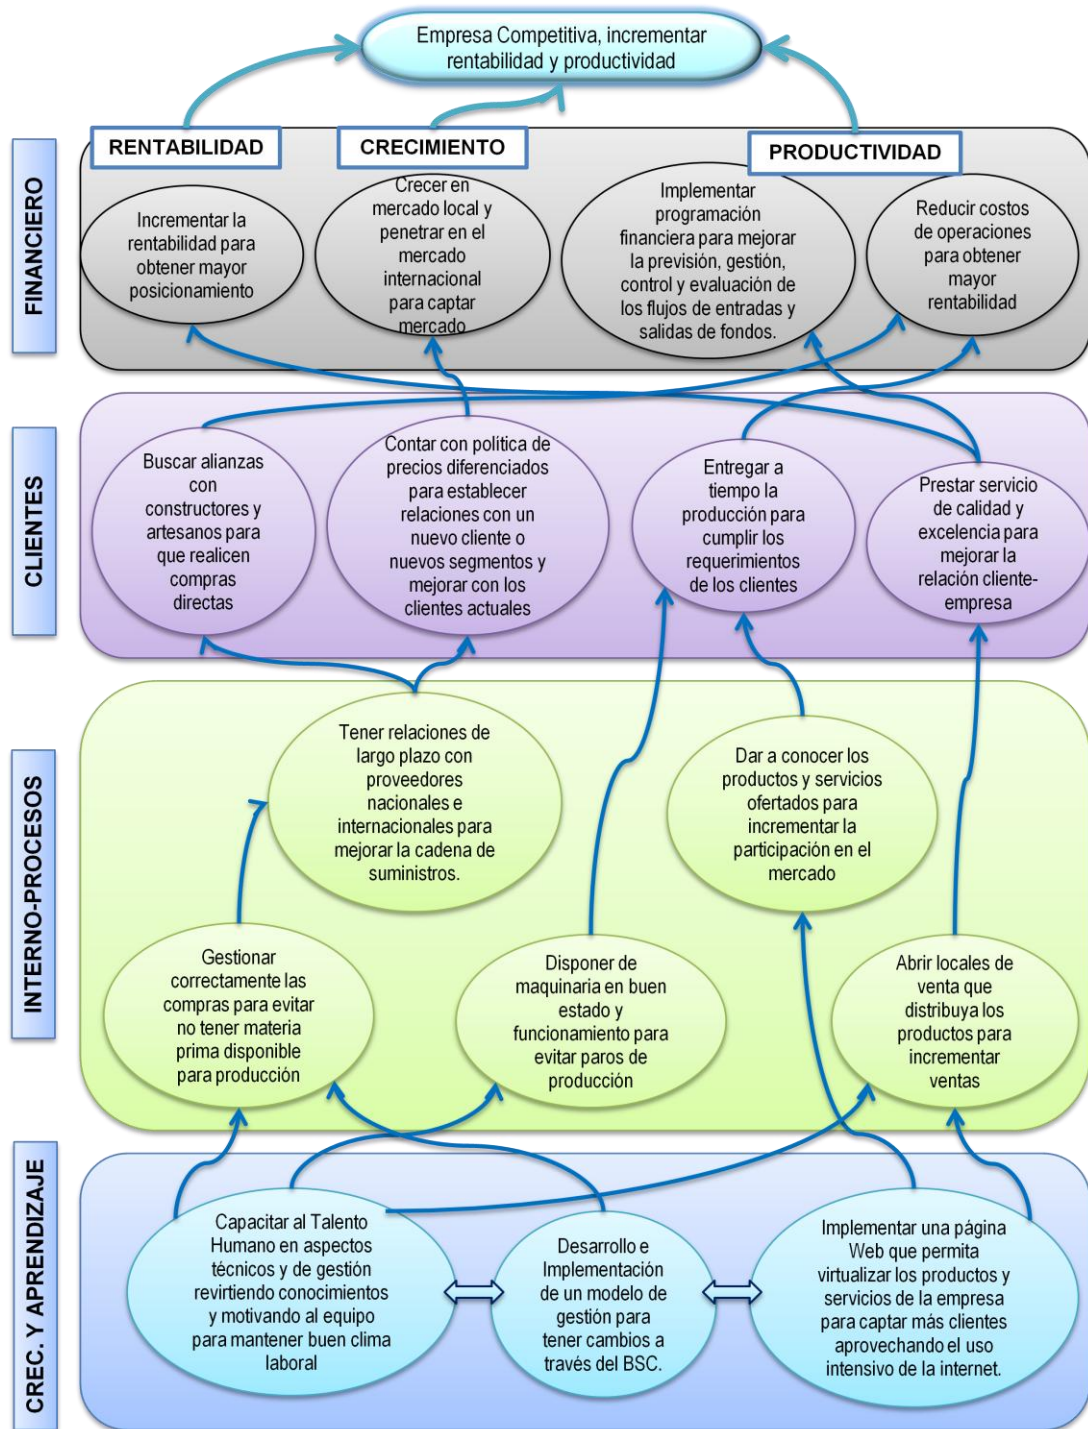 Empresa Competitiva, incrementar
rentabilidad y productividad
FINANCIERO
RENTABILIDAD
CRECIMIENTO
PRODUCTIVIDAD
Incrementar la
rentabilidad para
obtener mayor
posicionamiento
Crecer en
mercado local y
penetrar en el
mercado
internacional
para captar
mercado
Implementar
programación
financiera para mejorar
la previsión, gestión,
control y evaluación de
los flujos de entradas y
salidas de fondos.
Reducir costos
de operaciones
para obtener
mayor
rentabilidad
CLIENTES
Buscar alianzas
con
constructores y
artesanos para
que realicen
compras
directas
Contar con política de
precios diferenciados
para establecer
relaciones con un
nuevo cliente o
nuevos segmentos y
mejorar con los
clientes actuales
Entregar a
tiempo la
producción para
cumplir los
requerimientos
de los clientes
Prestar servicio
de calidad y
excelencia para
mejorar la
relación cliente-
empresa
INTERNO-PROCESOS
Tener relaciones de
largo plazo con
proveedores
nacionales e
internacionales para
mejorar la cadena de
suministros.
Dar a conocer los
productos y servicios
ofertados para
incrementar la
participación en el
mercado
Gestionar
correctamente las
compras para evitar
no tener materia
prima disponible
para producción
Disponer de
maquinaria en buen
estado y
funcionamiento para
evitar paros de
producción
Abrir locales de
venta que
distribuya los
productos para
incrementar
ventas
CREC. Y APRENDIZAJE
Capacitar al Talento
Humano en aspectos
técnicos y de gestión
revirtiendo conocimientos
y motivando al equipo
para mantener buen clima
laboral
Desarrollo e
Implementación
de un modelo de
gestión para
tener cambios a
través del BSC.
Implementar una página
Web que permita
virtualizar los productos y
servicios de la empresa
para captar más clientes
aprovechando el uso
intensivo de la internet.